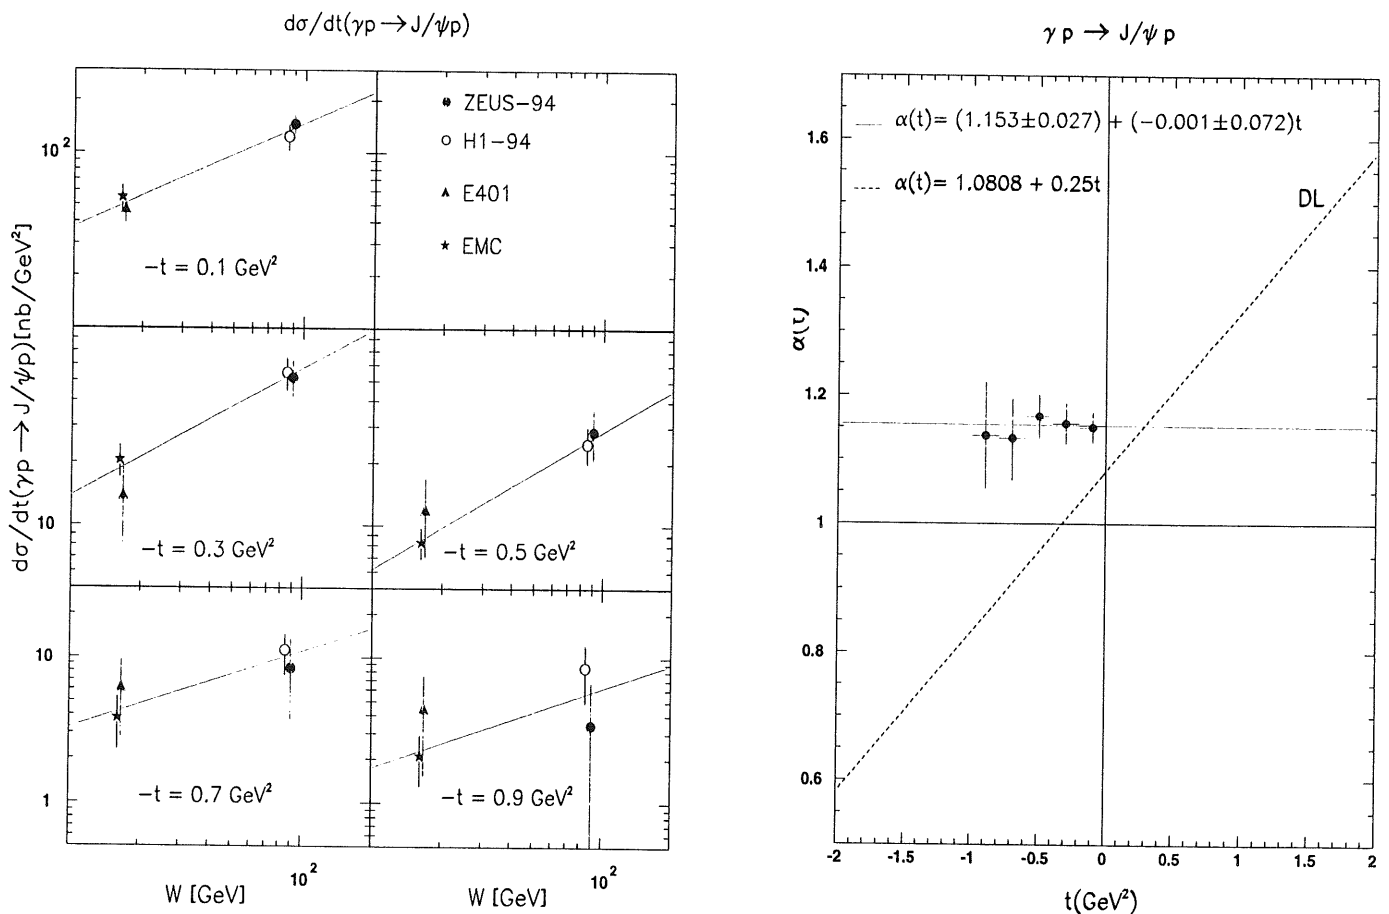 dσ/dt(γp → J/ψp)
γ p → J/ψ p
dσ/dt(γp → J/ψp)[nb/GeV²]
ZEUS-94
H1-94
E401
EMC
10²
-t = 0.1 GeV²
10
-t = 0.3 GeV²
-t = 0.5 GeV²
10
1
-t = 0.7 GeV²
-t = 0.9 GeV²
10²
10²
W [GeV]
W [GeV]
α(t)= (1.153±0.027) + (-0.001±0.072)t
α(t)= 1.0808 + 0.25t
DL
α(t)
1.6
1.4
1.2
1
0.8
0.6
-2 -1.5 -1 -0.5 0 0.5 1 1.5 2
t(GeV²)